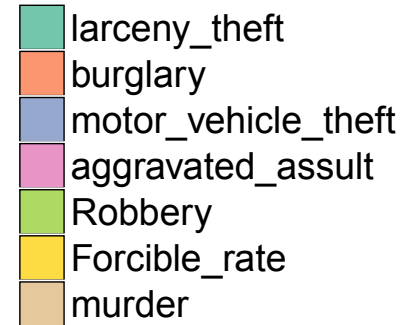 larceny_theft
burglary
motor_vehicle_theft
aggravated_assult
Robbery
Forcible_rate
murder